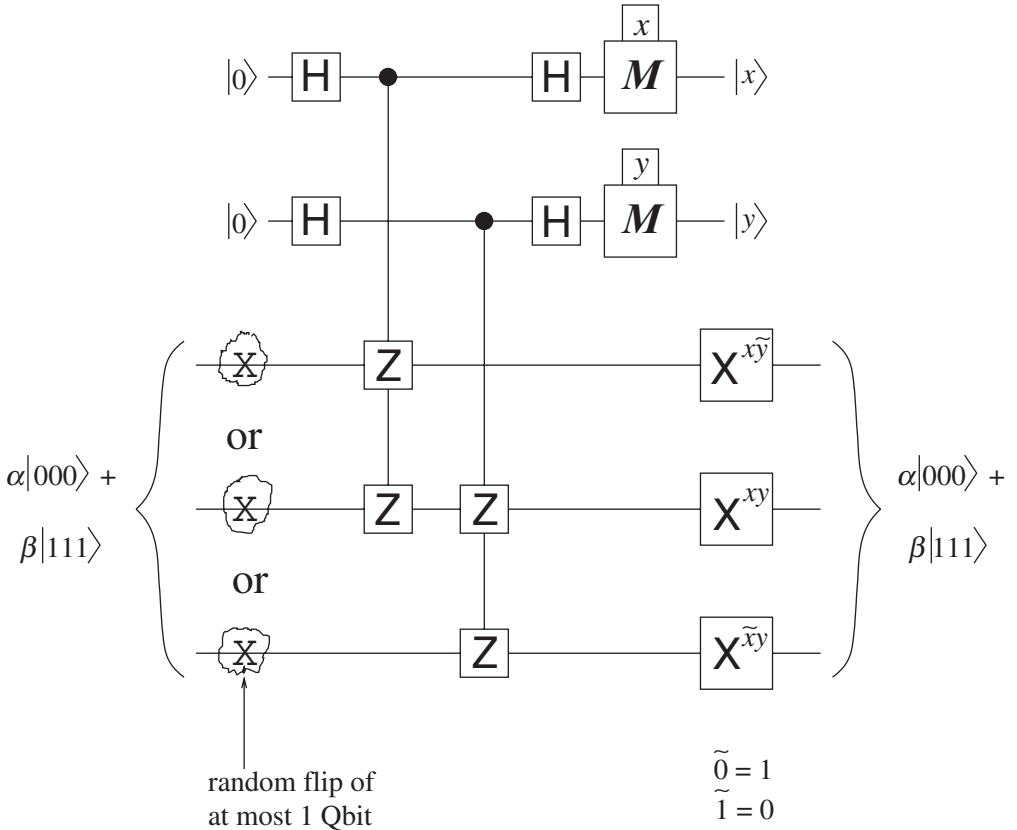 x
|0⟩ H H M |x⟩
y
|0⟩ H H M |y⟩
X Z X^{xỹ}
or
α|000⟩ + X Z Z X^{xy} α|000⟩ +
β|111⟩ β|111⟩
or
X Z X^{x̃y}
random flip of
at most 1 Qbit
0̃ = 1
1̃ = 0